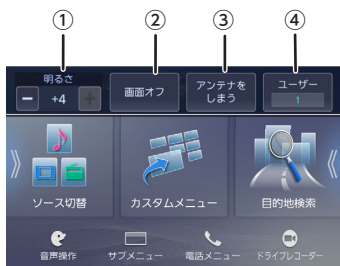 ① ② ③ ④
明るさ
− +4 +
画面オフ
アンテナを
しまう
ユーザー
1
ソース切替 カスタムメニュー 目的地検索
音声操作 サブメニュー 電話メニュー ドライブレコーダー